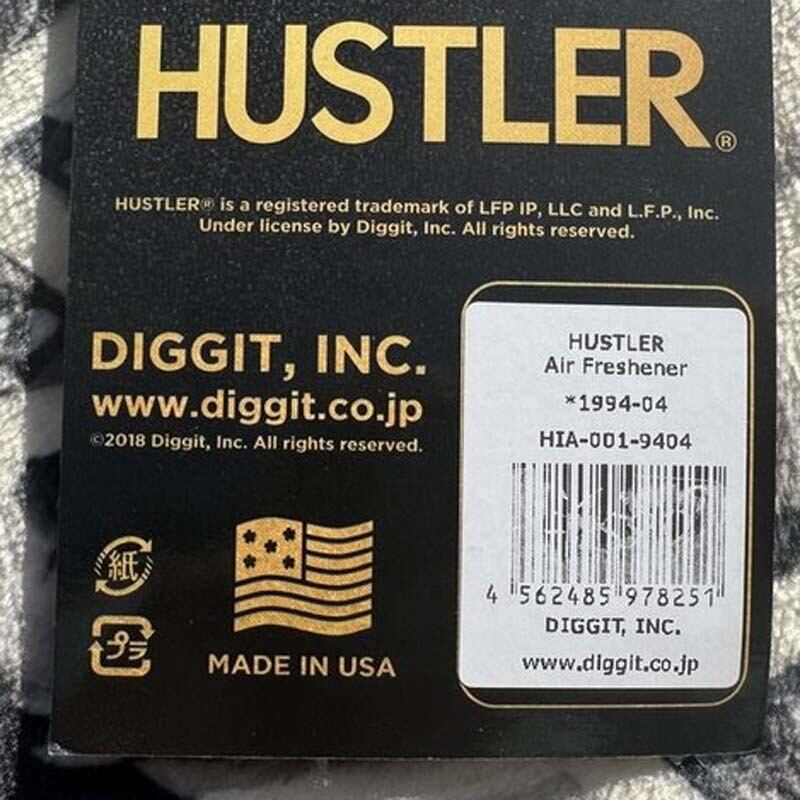 HUSTLER®
HUSTLER® is a registered trademark of LFP IP, LLC and L.F.P., Inc.
Under license by Diggit, Inc. All rights reserved.
DIGGIT, INC.
www.diggit.co.jp
©2018 Diggit, Inc. All rights reserved.
紙
プラ
MADE IN USA
HUSTLER
Air Freshener
*1994-04
HIA-001-9404
4 562485 978251
DIGGIT, INC.
www.diggit.co.jp